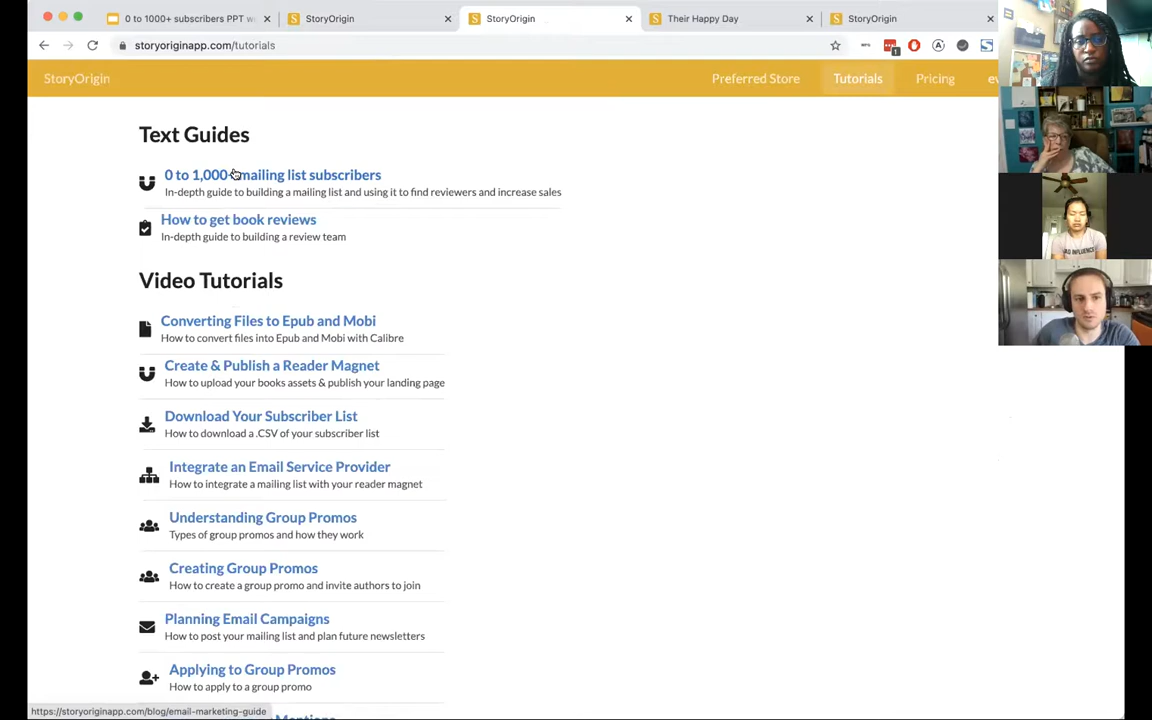 0 to 1000+ subscribers PPT w
StoryOrigin
StoryOrigin
Their Happy Day
StoryOrigin
storyoriginapp.com/tutorials
StoryOrigin
Preferred Store
Tutorials
Pricing
Text Guides
0 to 1,000+ mailing list subscribers
In-depth guide to building a mailing list and using it to find reviewers and increase sales
How to get book reviews
In-depth guide to building a review team
Video Tutorials
Converting Files to Epub and Mobi
How to convert files into Epub and Mobi with Calibre
Create & Publish a Reader Magnet
How to upload your books assets & publish your landing page
Download Your Subscriber List
How to download a .CSV of your subscriber list
Integrate an Email Service Provider
How to integrate a mailing list with your reader magnet
Understanding Group Promos
Types of group promos and how they work
Creating Group Promos
How to create a group promo and invite authors to join
Planning Email Campaigns
How to post your mailing list and plan future newsletters
Applying to Group Promos
How to apply to a group promo
https://storyoriginapp.com/blog/email-marketing-guide